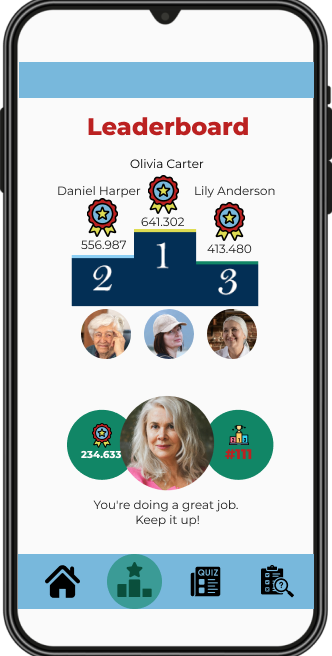 Leaderboard
Olivia Carter
Daniel Harper
Lily Anderson
641.302
556.987
413.480
1
2
3
234.633
#111
You're doing a great job.
Keep it up!
QUIZ
?